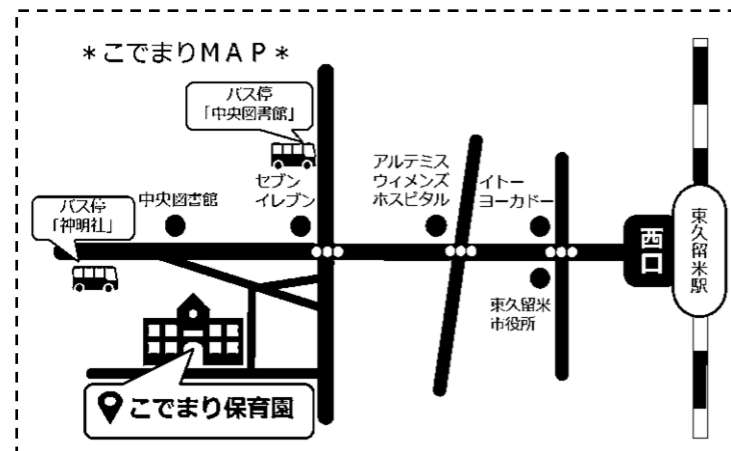 *こでまりMAP*
バス停
「中央図書館」
バス停
「神明社」
中央図書館
セブン
イレブン
アルテミス
ウィメンズ
ホスピタル
イトー
ヨーカドー
東久留米
市役所
西口
東久留米駅
こでまり保育園